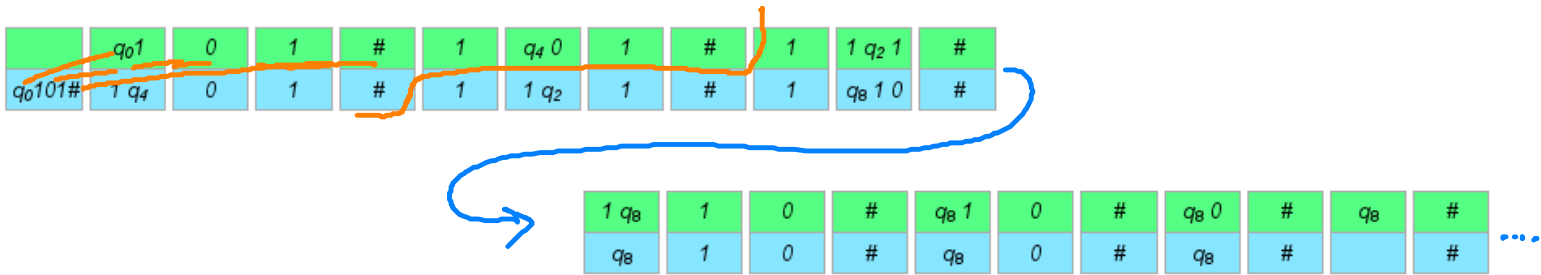 q₀1 0 1 # 1 q₄ 0 1 # 1 1 q₂ 1 #
q₀101# 1 q₄ 0 1 # 1 1 q₂ 1 # 1 q₈ 1 0 #
1 q₈ 1 0 # q₈ 1 0 # q₈ 0 # q₈ #
q₈ 1 0 # q₈ 0 # q₈ # # ....